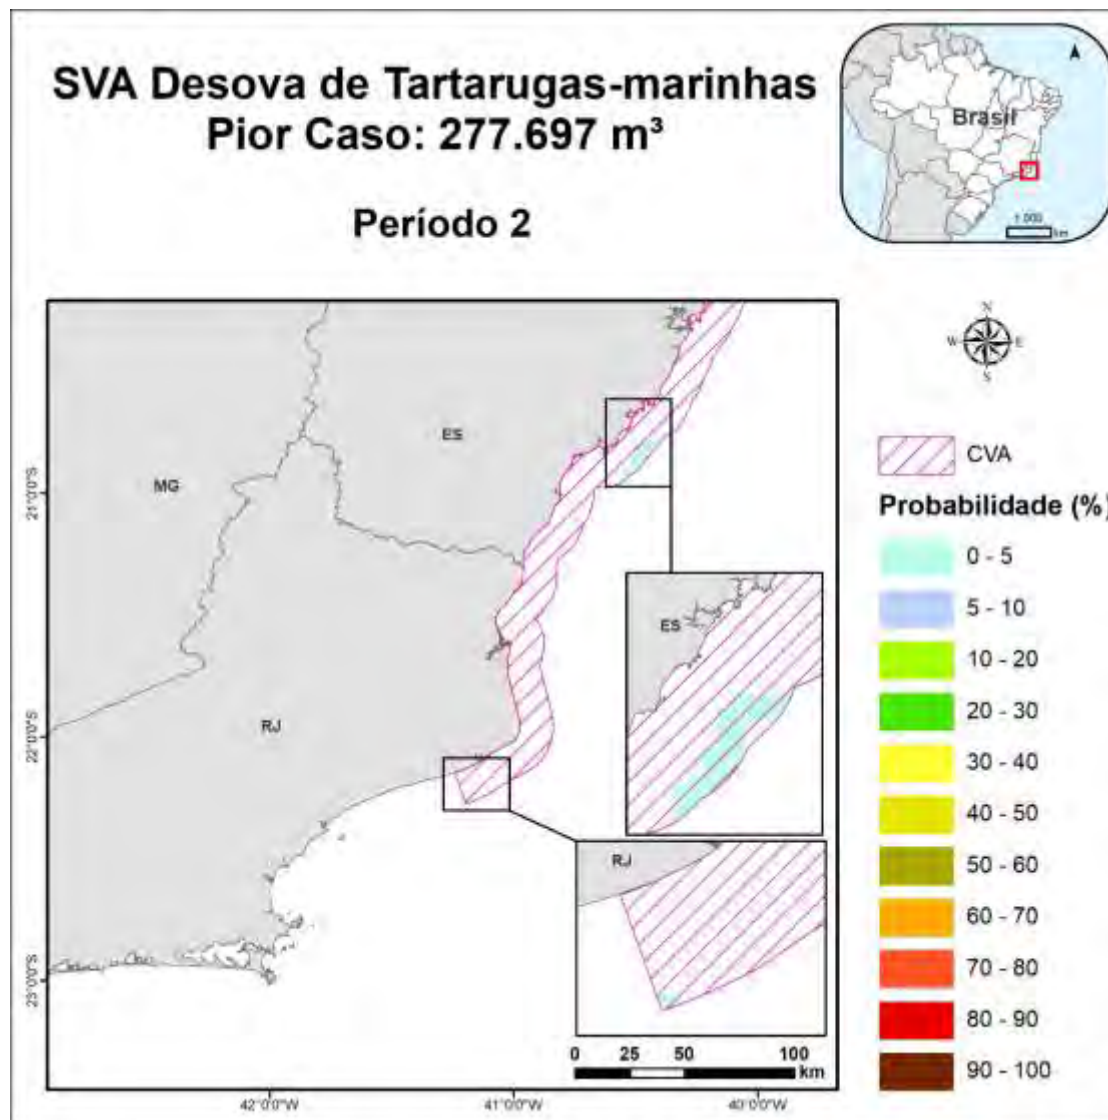 SVA Desova de Tartarugas-marinhas
Pior Caso: 277.697 m³
Período 2
Brasil
1.000
km
N
W
E
S
ES
MG
RJ
21°0'0"S
22°0'0"S
23°0'0"S
42°0'0"W
41°0'0"W
40°0'0"W
ES
RJ
0 25 50 100
km
CVA
Probabilidade (%)
0 - 5
5 - 10
10 - 20
20 - 30
30 - 40
40 - 50
50 - 60
60 - 70
70 - 80
80 - 90
90 - 100